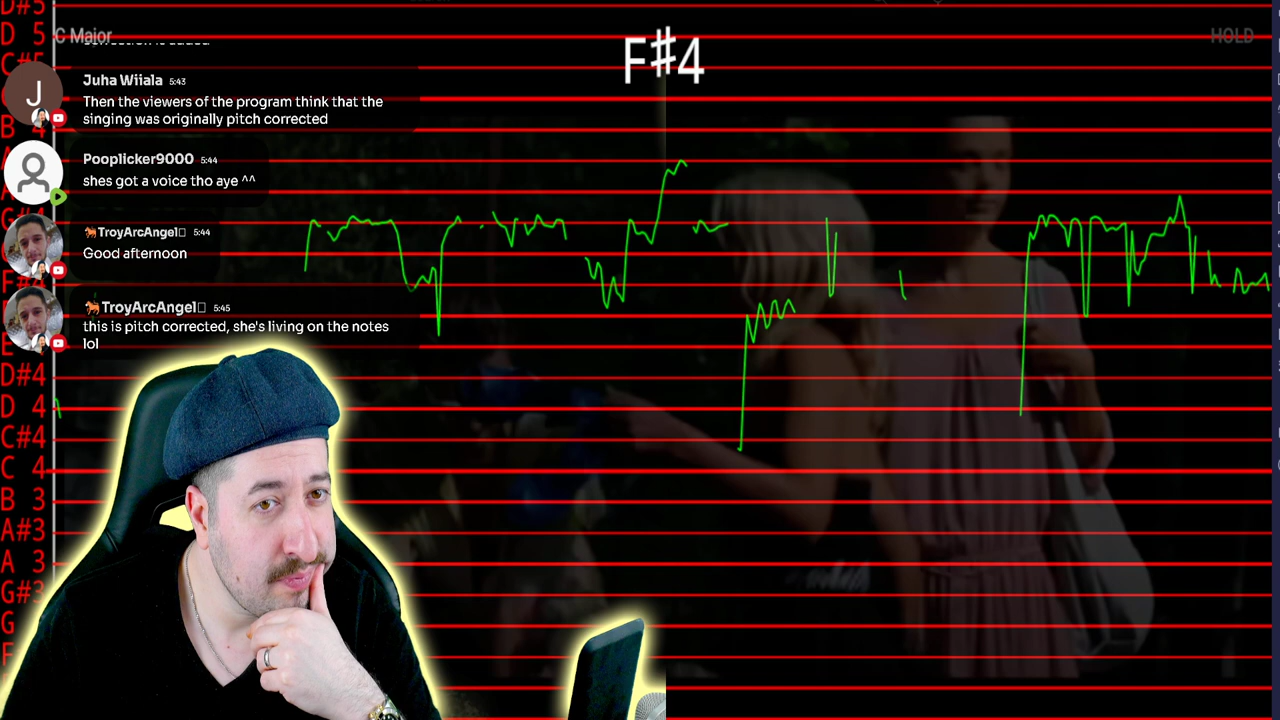 D#5
D 5
C Major
F#4
HOLD
C#5
Juha Wiiala 5:43
Then the viewers of the program think that the
singing was originally pitch corrected
B 4
Pooplicker9000 5:44
shes got a voice tho aye ^^
TroyArcAngel 5:44
Good afternoon
TroyArcAngel 5:45
this is pitch corrected, she's living on the notes
lol
D#4
D 4
C#4
C 4
B 3
A#3
A 3
G#3
G
F